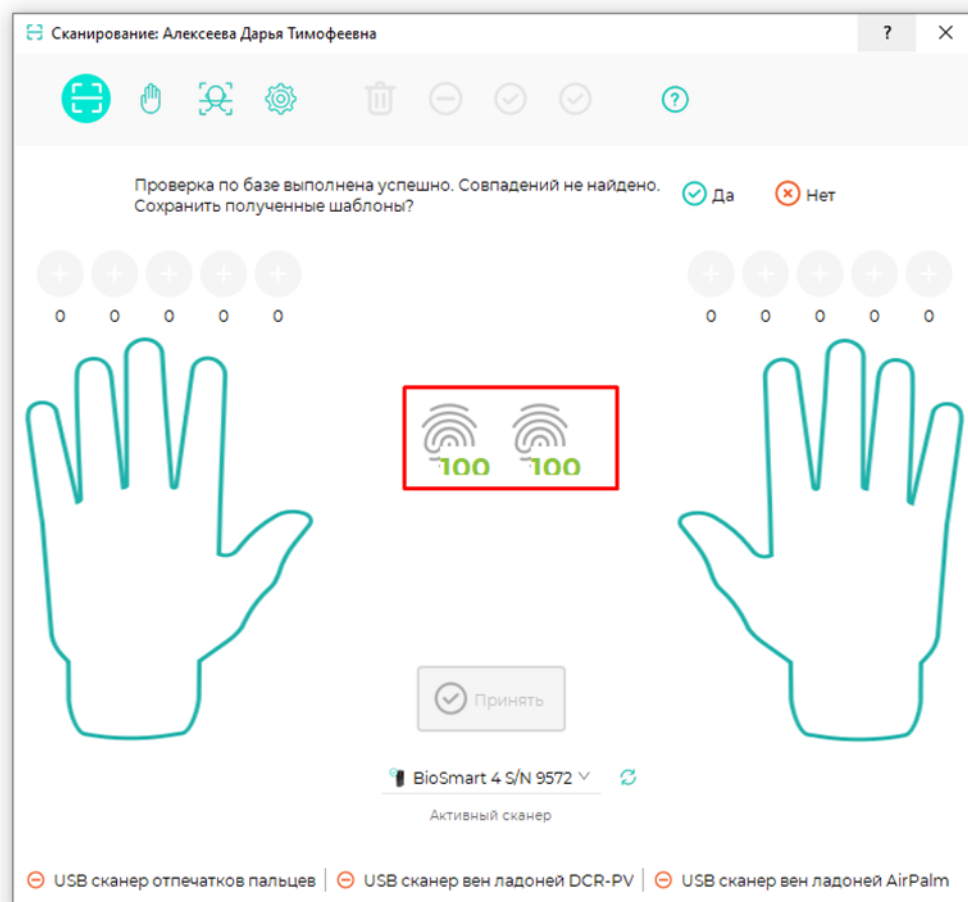 Сканирование: Алексеева Дарья Тимофеевна ?
Проверка по базе выполнена успешно. Совпадений не найдено.
Сохранить полученные шаблоны?
Да Нет
0 0 0 0 0 0 0 0 0 0
100 100
Принять
BioSmart 4 S/N 9572
Активный сканер
USB сканер отпечатков пальцев USB сканер вен ладоней DCR-PV USB сканер вен ладоней AirPalm